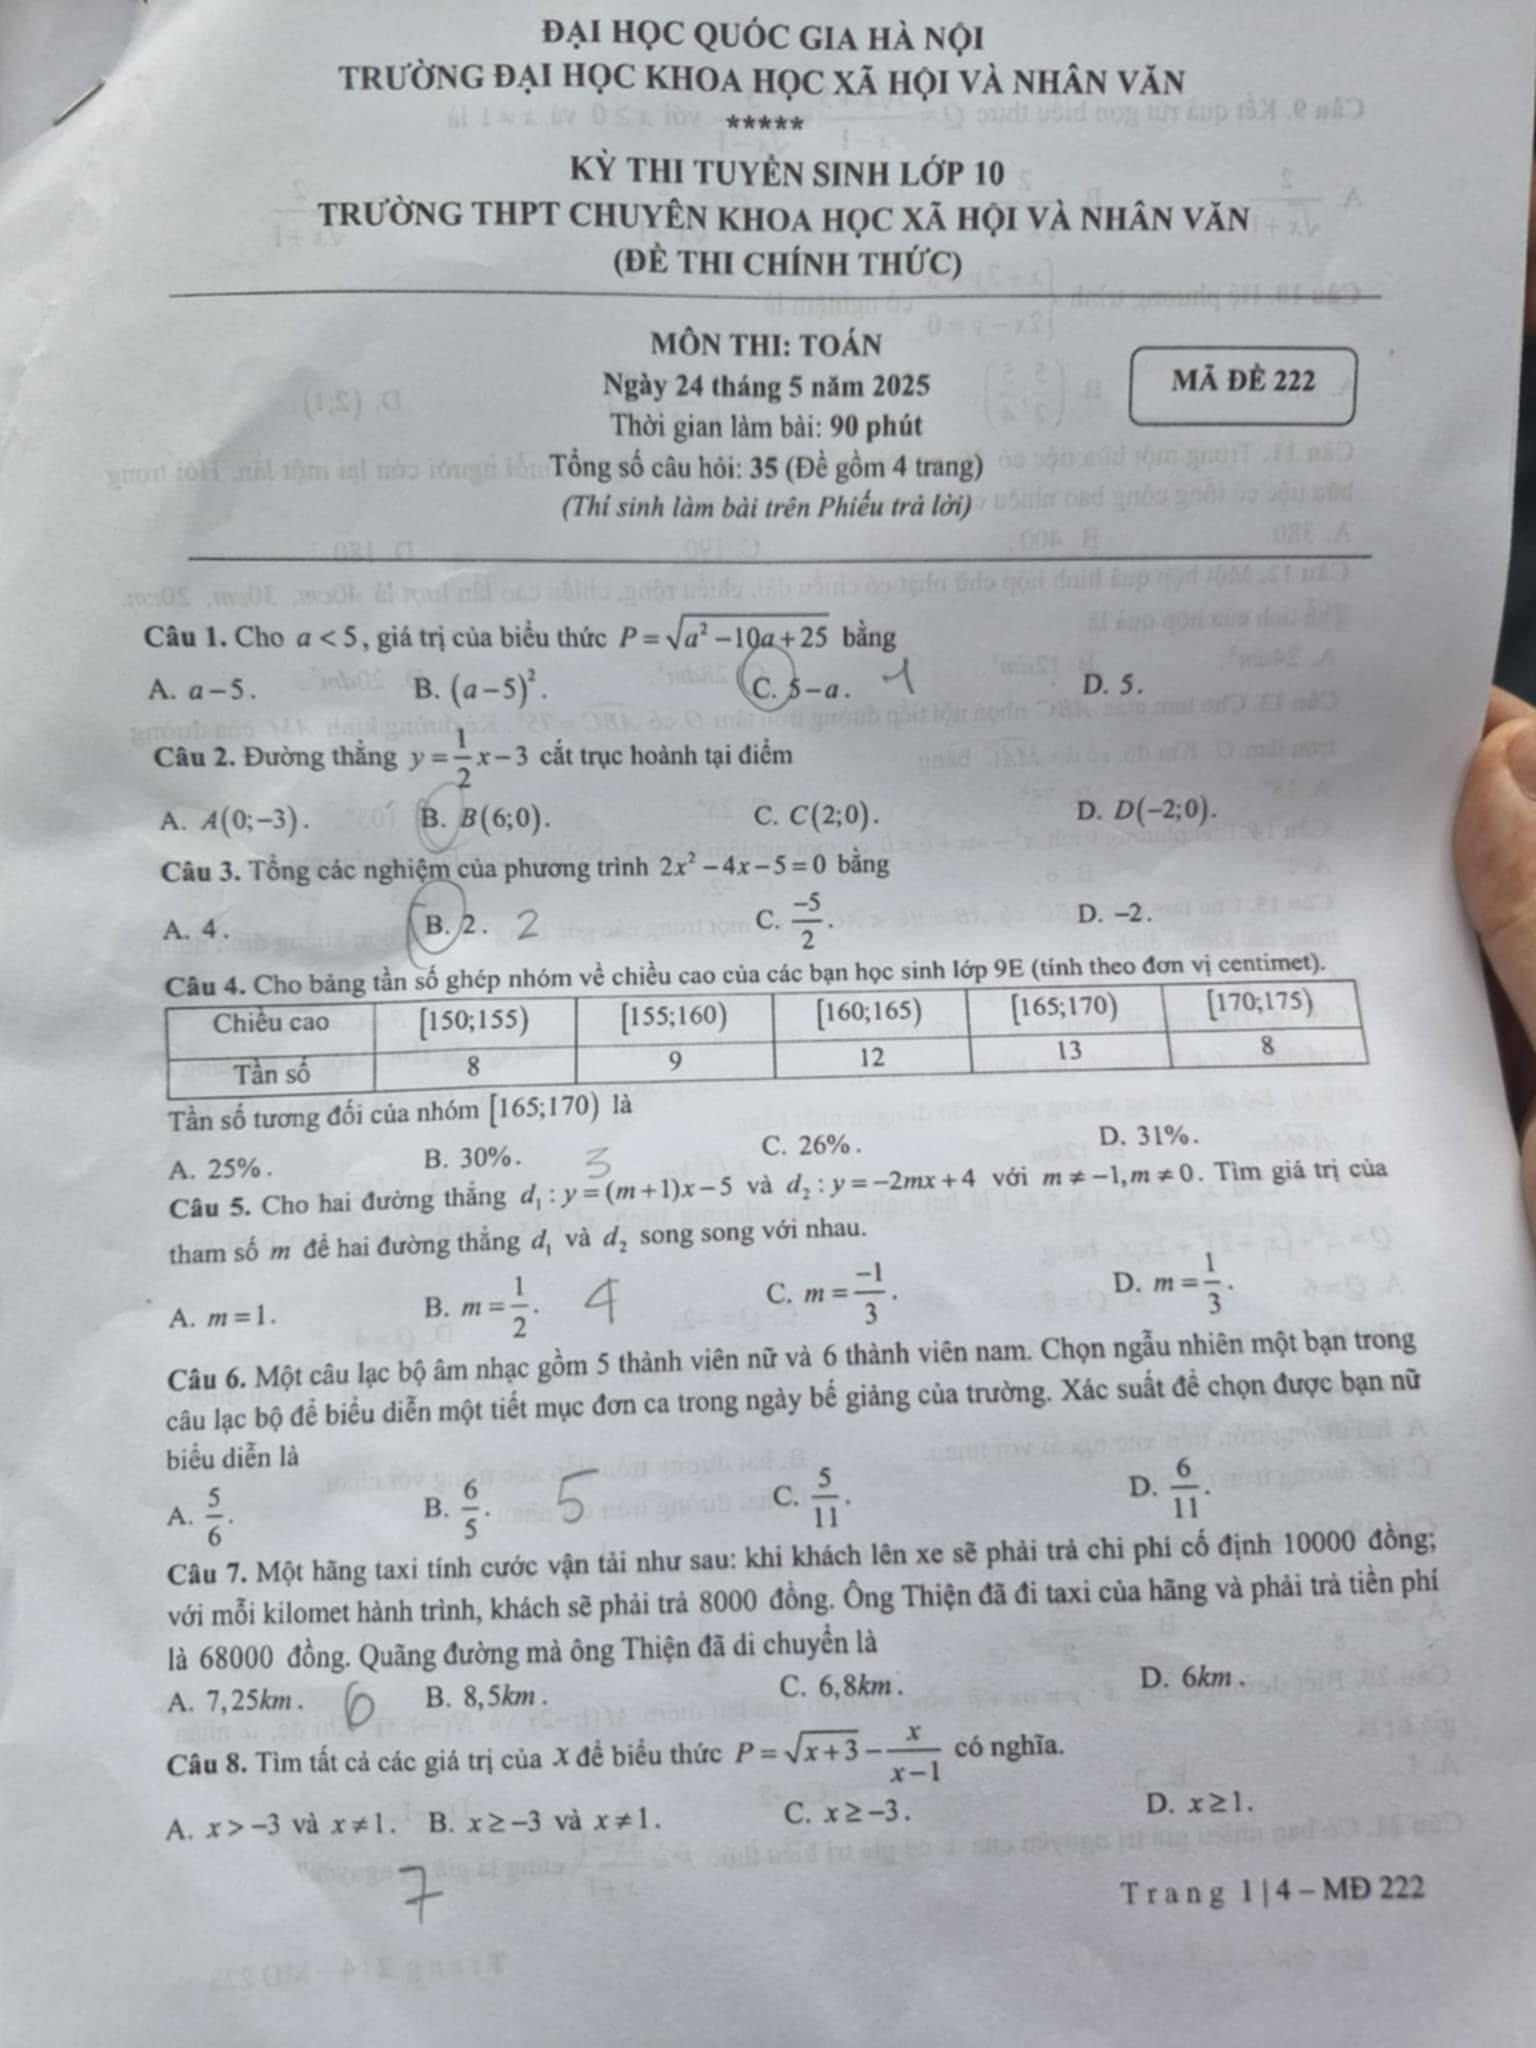 ĐẠI HỌC QUỐC GIA HÀ NỘI
TRƯỜNG ĐẠI HỌC KHOA HỌC XÃ HỘI VÀ NHÂN VĂN
*****
KỲ THI TUYỂN SINH LỚP 10
TRƯỜNG THPT CHUYÊN KHOA HỌC XÃ HỘI VÀ NHÂN VĂN
(ĐỀ THI CHÍNH THỨC)
MÔN THI: TOÁN
Ngày 24 tháng 5 năm 2025
MÃ ĐỀ 222
Thời gian làm bài: 90 phút
Tổng số câu hỏi: 35 (Đề gồm 4 trang)
(Thí sinh làm bài trên Phiếu trả lời)
Câu 1. Cho a < 5, giá trị của biểu thức P = √(a² − 10a + 25) bằng
A. a − 5. B. (a − 5)². C. 5 − a. 1 D. 5.
Câu 2. Đường thẳng y = 1/2 x − 3 cắt trục hoành tại điểm
A. A(0;−3). B. B(6;0). C. C(2;0). D. D(−2;0).
Câu 3. Tổng các nghiệm của phương trình 2x² − 4x − 5 = 0 bằng
A. 4. B. 2. 2 C. −5/2. D. −2.
Câu 4. Cho bảng tần số ghép nhóm về chiều cao của các bạn học sinh lớp 9E (tính theo đơn vị centimet).
Chiều cao [150;155) [155;160) [160;165) [165;170) [170;175)
Tần số 8 9 12 13 8
Tần số tương đối của nhóm [165;170) là
A. 25%. B. 30%. 3 C. 26%. D. 31%.
Câu 5. Cho hai đường thẳng d₁ : y = (m+1)x − 5 và d₂ : y = −2mx + 4 với m ≠ −1, m ≠ 0. Tìm giá trị của
tham số m để hai đường thẳng d₁ và d₂ song song với nhau.
A. m = 1. B. m = 1/2. 4 C. m = −1/3. D. m = 1/3.
Câu 6. Một câu lạc bộ âm nhạc gồm 5 thành viên nữ và 6 thành viên nam. Chọn ngẫu nhiên một bạn trong
câu lạc bộ để biểu diễn một tiết mục đơn ca trong ngày bế giảng của trường. Xác suất để chọn được bạn nữ
biểu diễn là
A. 5/6. B. 6/5. 5 C. 5/11. D. 6/11.
Câu 7. Một hãng taxi tính cước vận tải như sau: khi khách lên xe sẽ phải trả chi phí cố định 10000 đồng;
với mỗi kilomet hành trình, khách sẽ phải trả 8000 đồng. Ông Thiện đã đi taxi của hãng và phải trả tiền phí
là 68000 đồng. Quãng đường mà ông Thiện đã di chuyển là
A. 7,25km. 6 B. 8,5km. C. 6,8km. D. 6km.
Câu 8. Tìm tất cả các giá trị của X để biểu thức P = √(x+3) − x/(x−1) có nghĩa.
A. x > −3 và x ≠ 1. B. x ≥ −3 và x ≠ 1. C. x ≥ −3. D. x ≥ 1.
7
Trang 1|4 – MĐ 222